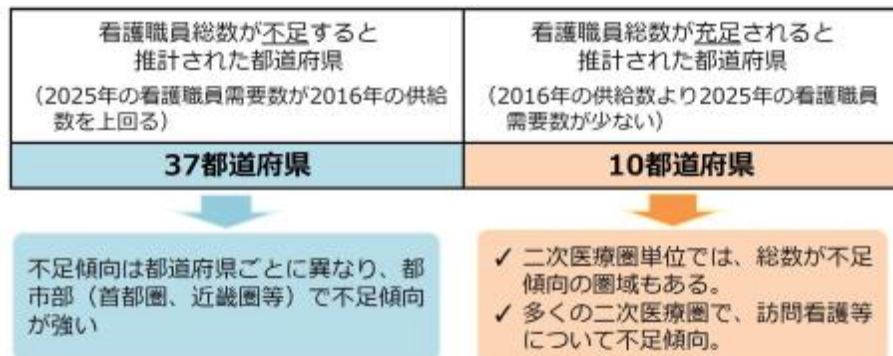 看護職員総数が不足すると
推計された都道府県
（2025年の看護職員需要数が2016年の供給
数を上回る）
37都道府県
不足傾向は都道府県ごとに異なり、都
市部（首都圏、近畿圏等）で不足傾向
が強い
看護職員総数が充足されると
推計された都道府県
（2016年の供給数より2025年の看護職員
需要数が少ない）
10都道府県
✓ 二次医療圏単位では、総数が不足
傾向の圏域もある。
✓ 多くの二次医療圏で、訪問看護等
について不足傾向。